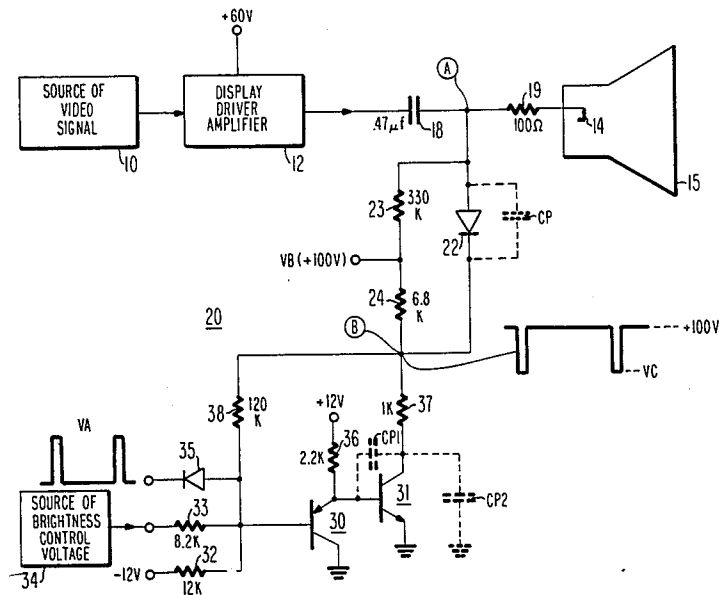 +60V
SOURCE OF
VIDEO
SIGNAL
10
DISPLAY
DRIVER
AMPLIFIER
12
.47µf
18
A
19
100Ω
14
15
23
330
K
22
CP
VB (+100V)
24
6.8
K
20
B
+100V
VC
38
120
K
+12V
37
1K
36
2.2K
CP1
VA
35
31
CP2
SOURCE OF
BRIGHTNESS
CONTROL
VOLTAGE
34
33
8.2K
30
-12V
32
12K